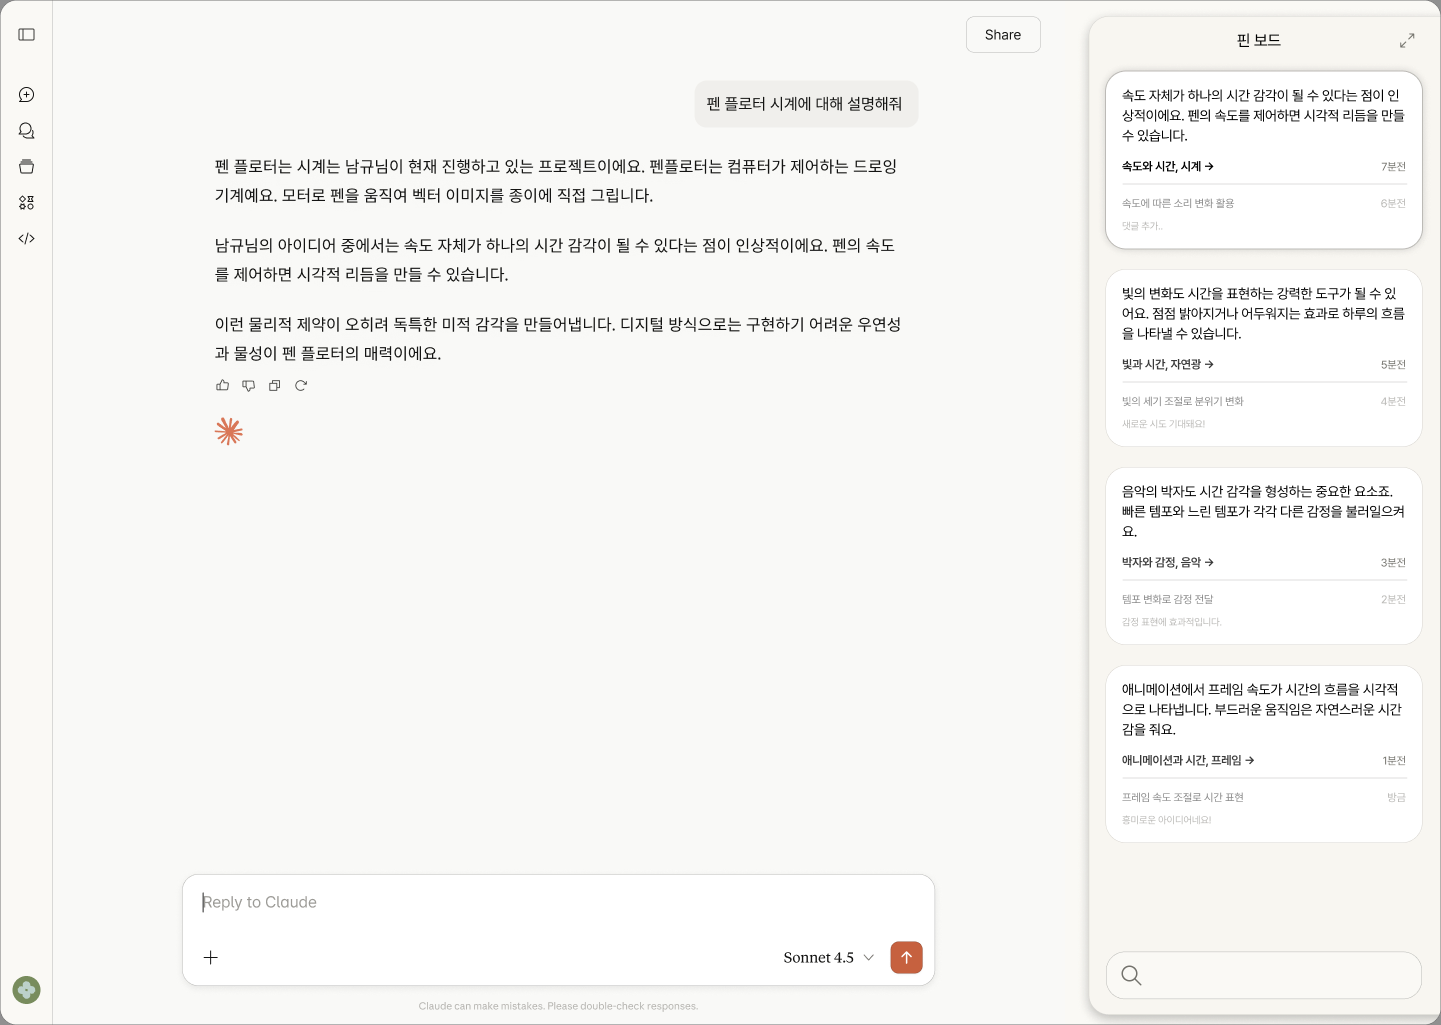 Share
펜 플로터 시계에 대해 설명해줘
펜 플로터는 시계는 남규님이 현재 진행하고 있는 프로젝트이에요. 펜플로터는 컴퓨터가 제어하는 드로잉
기계예요. 모터로 펜을 움직여 벡터 이미지를 종이에 직접 그립니다.
남규님의 아이디어 중에서는 속도 자체가 하나의 시간 감각이 될 수 있다는 점이 인상적이에요. 펜의 속도
를 제어하면 시각적 리듬을 만들 수 있습니다.
이런 물리적 제약이 오히려 독특한 미적 감각을 만들어냅니다. 디지털 방식으로는 구현하기 어려운 우연성
과 물성이 펜 플로터의 매력이에요.
Reply to Claude
Sonnet 4.5
Claude can make mistakes. Please double-check responses.
핀 보드
속도 자체가 하나의 시간 감각이 될 수 있다는 점이 인
상적이에요. 펜의 속도를 제어하면 시각적 리듬을 만들
수 있습니다.
속도와 시간, 시계 → 7분전
속도에 따른 소리 변화 활용 6분전
댓글 추가..
빛의 변화도 시간을 표현하는 강력한 도구가 될 수 있
어요. 점점 밝아지거나 어두워지는 효과로 하루의 흐름
을 나타낼 수 있습니다.
빛과 시간, 자연광 → 5분전
빛의 세기 조절로 분위기 변화 4분전
새로운 시도 기대돼요!
음악의 박자도 시간 감각을 형성하는 중요한 요소죠.
빠른 템포와 느린 템포가 각각 다른 감정을 불러일으켜
요.
박자와 감정, 음악 → 3분전
템포 변화로 감정 전달 2분전
감정 표현에 효과적입니다.
애니메이션에서 프레임 속도가 시간의 흐름을 시각적
으로 나타냅니다. 부드러운 움직임은 자연스러운 시간
감을 줘요.
애니메이션과 시간, 프레임 → 1분전
프레임 속도 조절로 시간 표현 방금
흥미로운 아이디어네요!